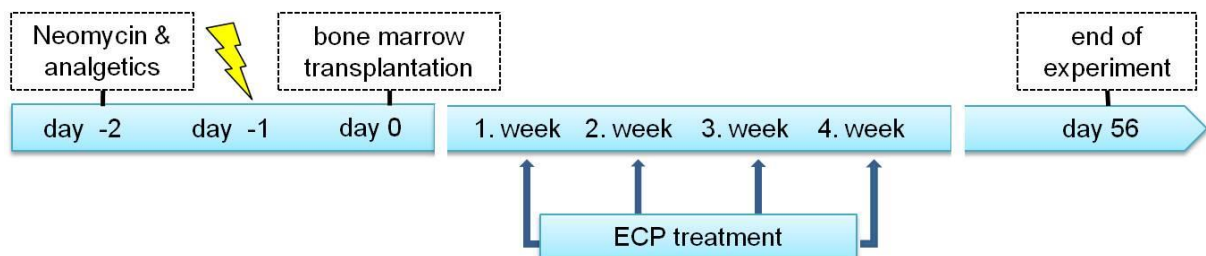 Neomycin &
analgetics
bone marrow
transplantation
end of
experiment
day -2 day -1 day 0 1. week 2. week 3. week 4. week day 56
ECP treatment